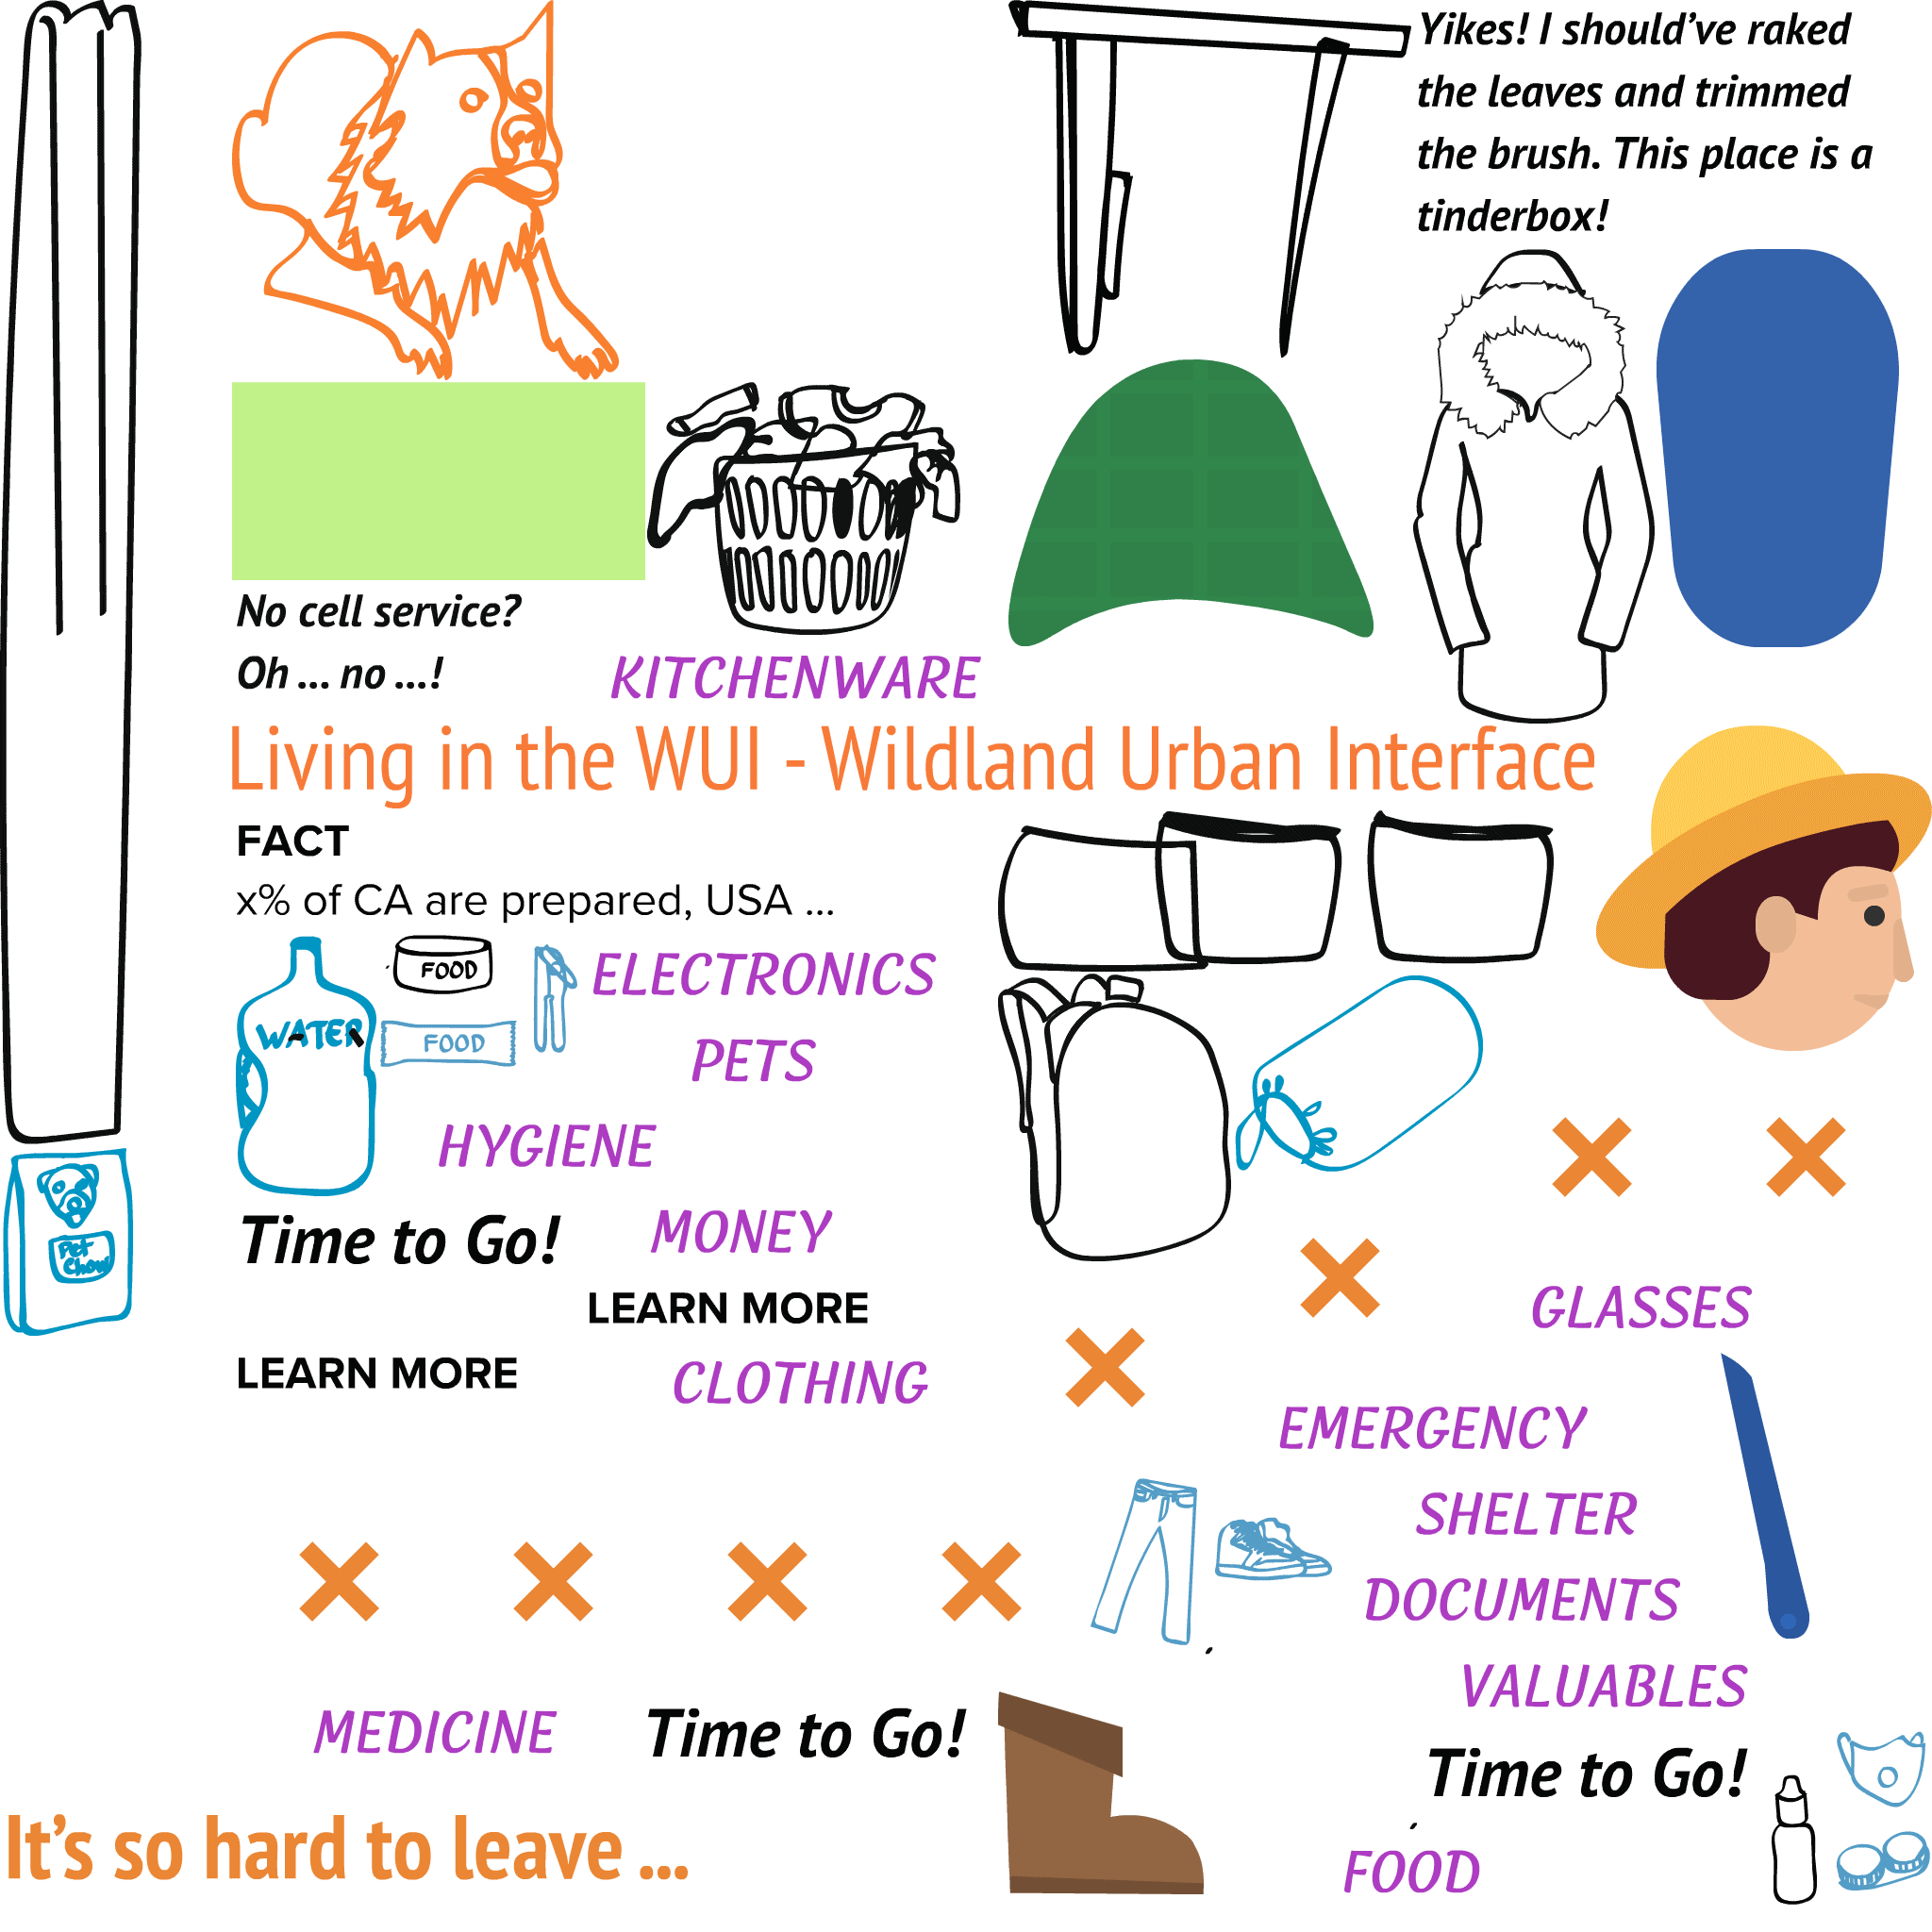 Yikes! I should've raked
the leaves and trimmed
the brush. This place is a
tinderbox!
No cell service?
Oh ... no ...!
KITCHENWARE
Living in the WUI - Wildland Urban Interface
FACT
x% of CA are prepared, USA ...
WATER
FOOD
FOOD
ELECTRONICS
PETS
HYGIENE
Pet
Chow
Time to Go!
MONEY
LEARN MORE
GLASSES
LEARN MORE
CLOTHING
EMERGENCY
SHELTER
DOCUMENTS
VALUABLES
MEDICINE
Time to Go!
Time to Go!
It's so hard to leave ...
FOOD